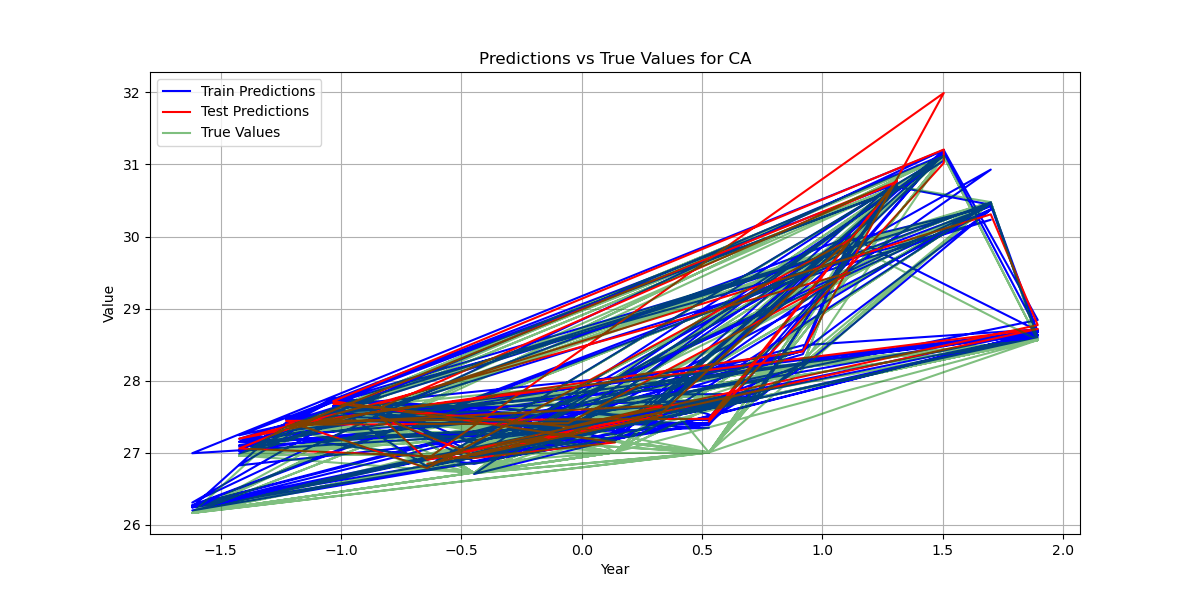 Predictions vs True Values for CA
Train Predictions
Test Predictions
True Values
32
31
30
29
28
27
26
Value
−1.5 −1.0 −0.5 0.0 0.5 1.0 1.5 2.0
Year